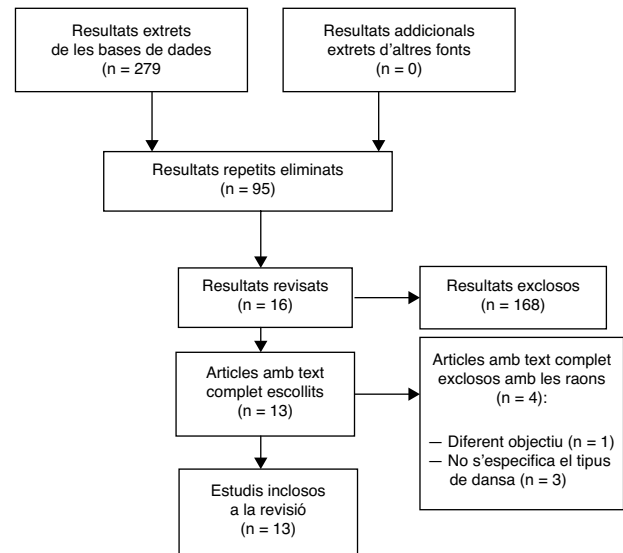 Resultats extrets
de les bases de dades
(n = 279
Resultats addicionals
extrets d'altres fonts
(n = 0)
Resultats repetits eliminats
(n = 95)
Resultats revisats
(n = 16)
Resultats exclosos
(n = 168)
Articles amb text
complet escollits
(n = 13)
Articles amb text complet
exclosos amb les raons
(n = 4):
— Diferent objectiu (n = 1)
— No s'especifica el tipus
de dansa (n = 3)
Estudis inclosos
a la revisió
(n = 13)